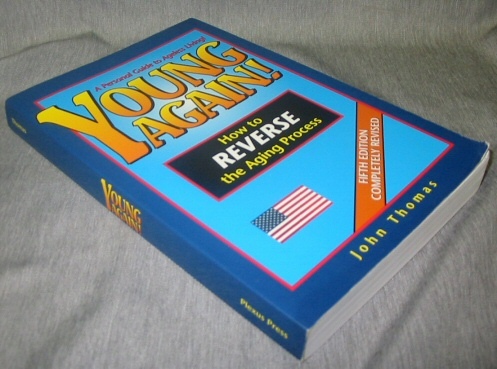 A Personal Guide to Ageless Living!
YOUNG
AGAIN!
How to
REVERSE
the Aging Process
FIFTH EDITION
COMPLETELY REVISED
John Thomas
YOUNG
AGAIN!
Plexus Press